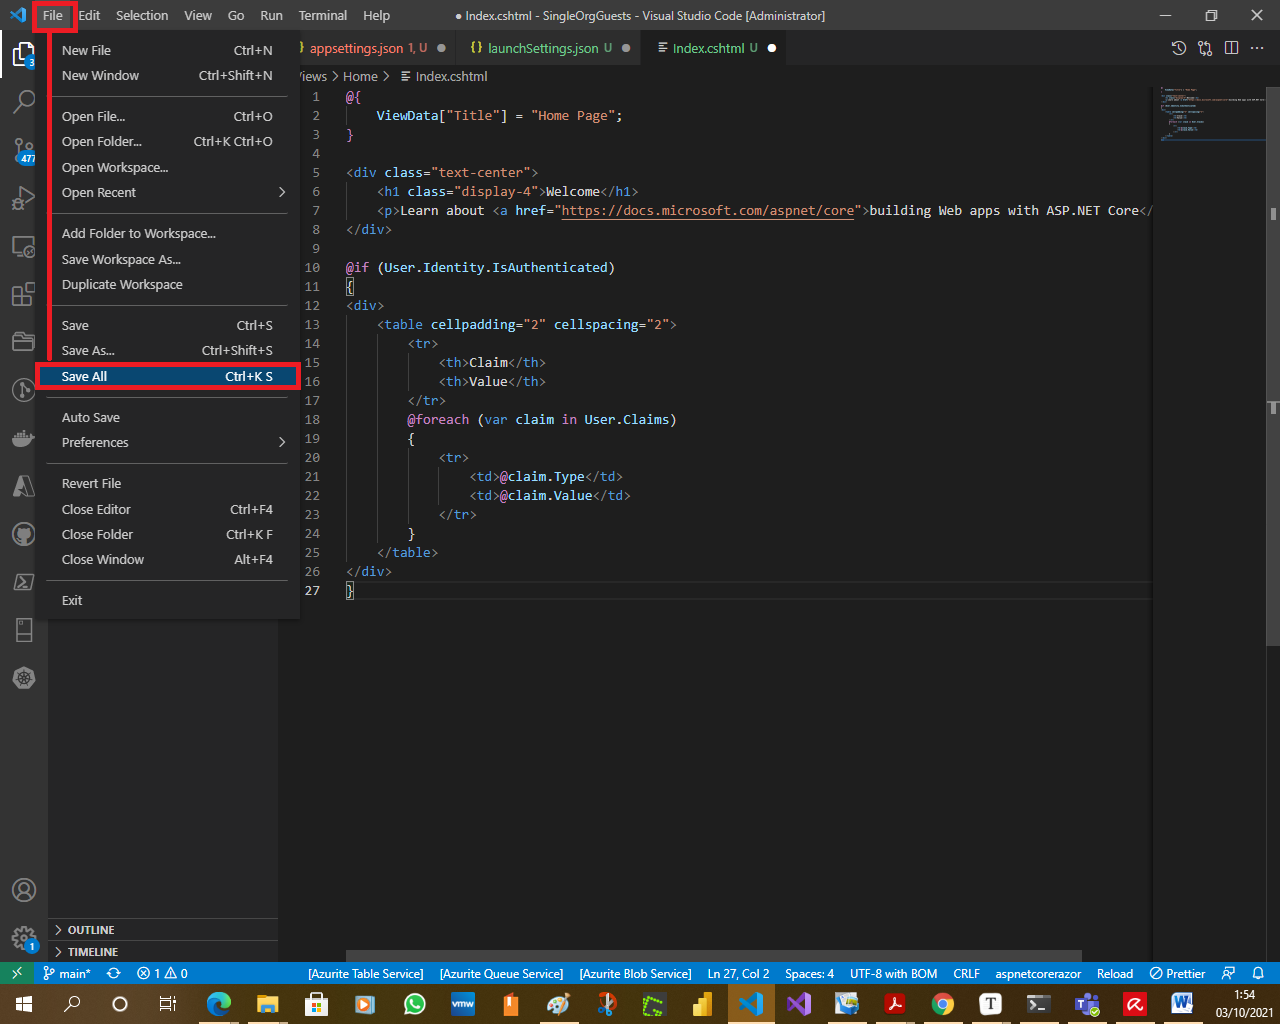 File Edit Selection View Go Run Terminal Help
● Index.cshtml - SingleOrgGuests - Visual Studio Code [Administrator]
appsettings.json 1, U ●
{} launchSettings.json U ●
Index.cshtml U ●
Views > Home > Index.cshtml
New File Ctrl+N
New Window Ctrl+Shift+N
Open File... Ctrl+O
Open Folder... Ctrl+K Ctrl+O
Open Workspace...
Open Recent >
Add Folder to Workspace...
Save Workspace As...
Duplicate Workspace
Save Ctrl+S
Save As... Ctrl+Shift+S
Save All Ctrl+K S
Auto Save
Preferences >
Revert File
Close Editor Ctrl+F4
Close Folder Ctrl+K F
Close Window Alt+F4
Exit
3
477
1
1 @{
2 ViewData["Title"] = "Home Page";
3 }
4
5 <div class="text-center">
6 <h1 class="display-4">Welcome</h1>
7 <p>Learn about <a href="https://docs.microsoft.com/aspnet/core">building Web apps with ASP.NET Core</
8 </div>
9
10 @if (User.Identity.IsAuthenticated)
11 {
12 <div>
13 <table cellpadding="2" cellspacing="2">
14 <tr>
15 <th>Claim</th>
16 <th>Value</th>
17 </tr>
18 @foreach (var claim in User.Claims)
19 {
20 <tr>
21 <td>@claim.Type</td>
22 <td>@claim.Value</td>
23 </tr>
24 }
25 </table>
26 </div>
27 }
> OUTLINE
> TIMELINE
main* 1 0 [Azurite Table Service] [Azurite Queue Service] [Azurite Blob Service] Ln 27, Col 2 Spaces: 4 UTF-8 with BOM CRLF aspnetcorerazor Reload Prettier
vmw
T
W
1:54
03/10/2021